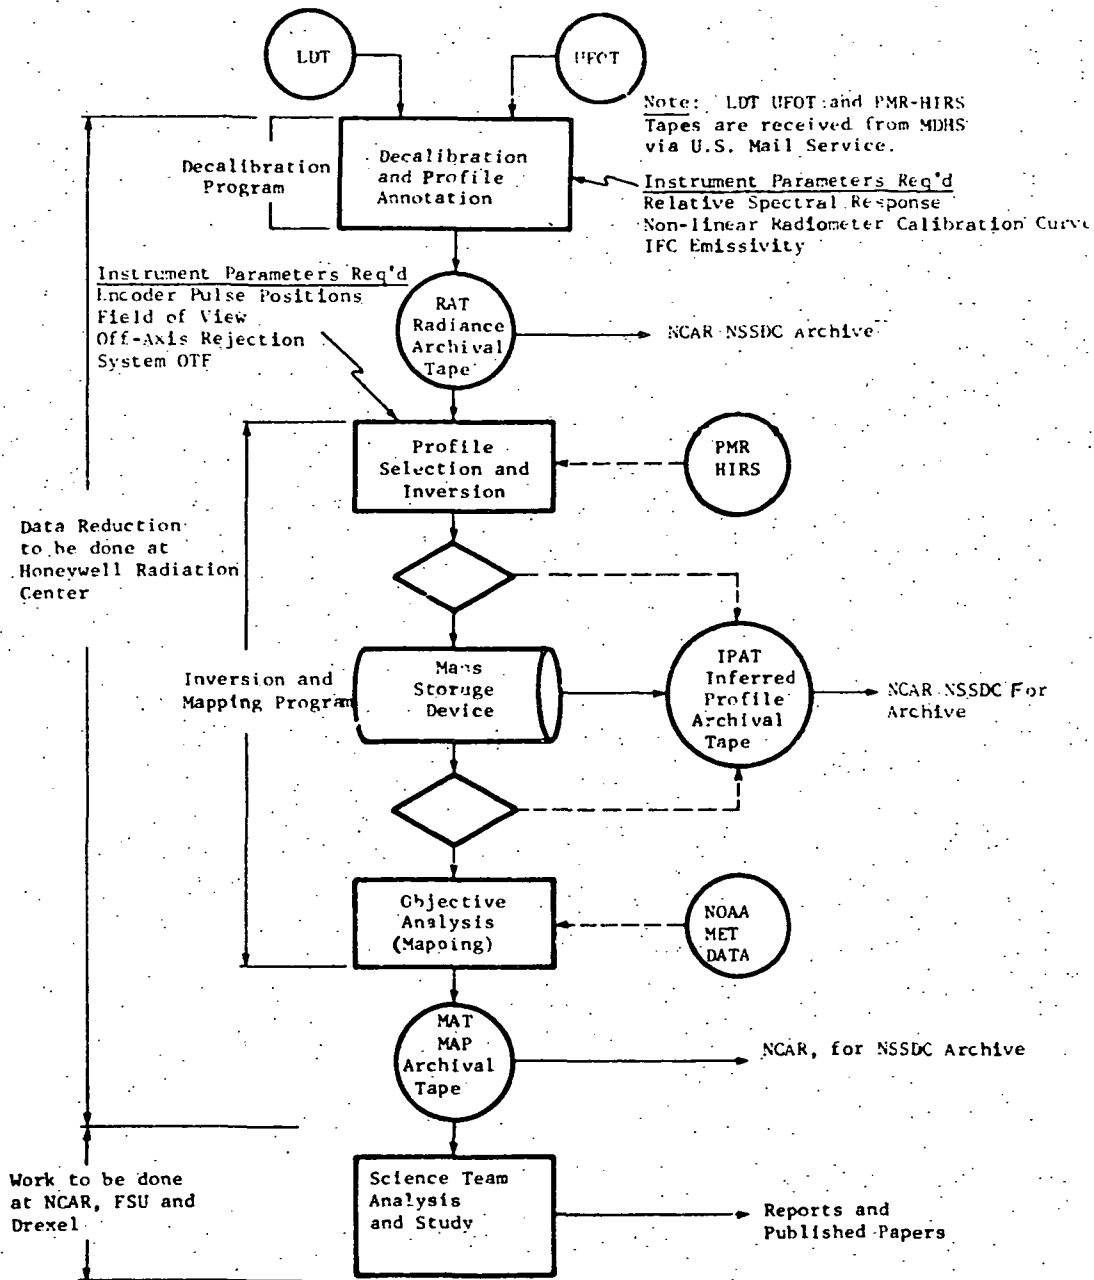 LDT
UFOT
Note: LDT UFOT and PMR-HIRS
Tapes are received from MDHS
via U.S. Mail Service.
Decalibration
Program
Decalibration
and Profile
Annotation
Instrument Parameters Req'd
Relative Spectral Response
Non-linear Radiometer Calibration Curve
IFC Emissivity
Instrument Parameters Req'd
Encoder Pulse Positions
Field of View
Off-Axis Rejection
System OTF
RAT
Radiance
Archival
Tape
NCAR NSSDC Archive
Profile
Selection and
Inversion
PMR
HIRS
Data Reduction
to be done at
Honeywell Radiation
Center
Inversion and
Mapping Program
Mass
Storage
Device
IPAT
Inferred
Profile
Archival
Tape
NCAR NSSDC For
Archive
Objective
Analysis
(Mapping)
NOAA
MET
DATA
MAT
MAP
Archival
Tape
NCAR, for NSSDC Archive
Work to be done
at NCAR, FSU and
Drexel
Science Team
Analysis
and Study
Reports and
Published Papers